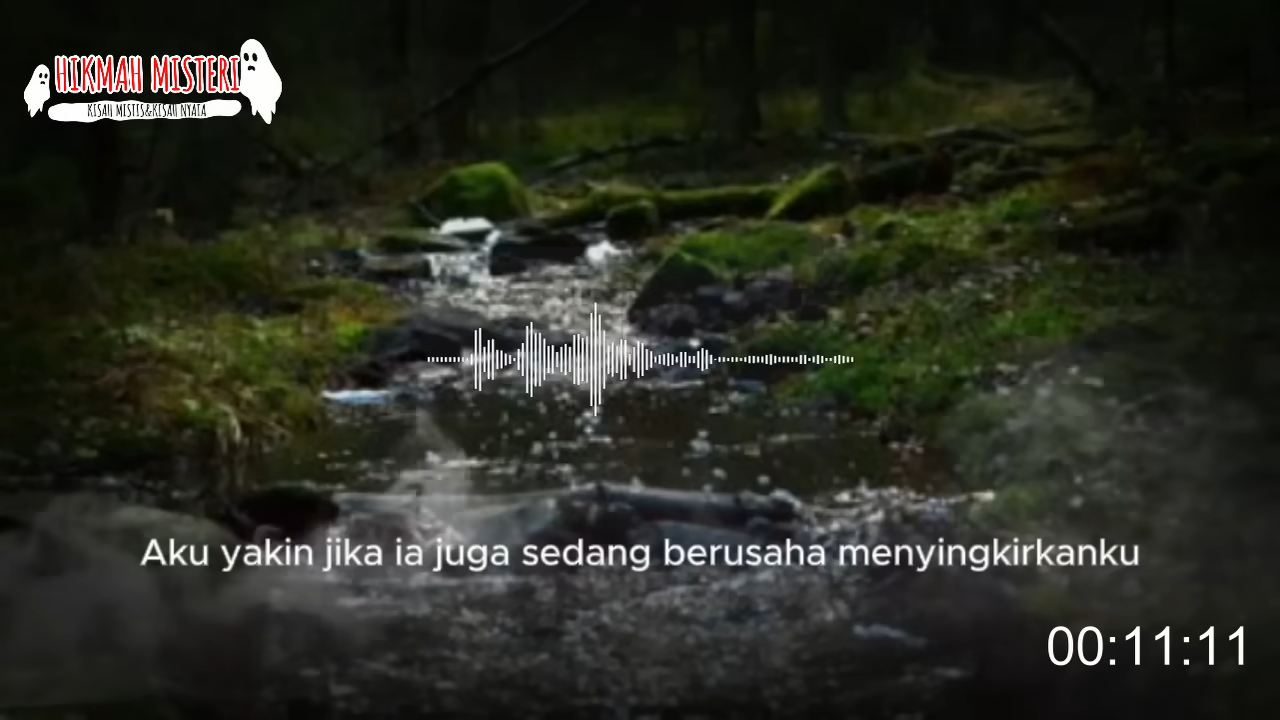 HIKMAH MISTERI
KISAH MISTIS&KISAH NYATA
Aku yakin jika ia juga sedang berusaha menyingkirkanku
00:11:11